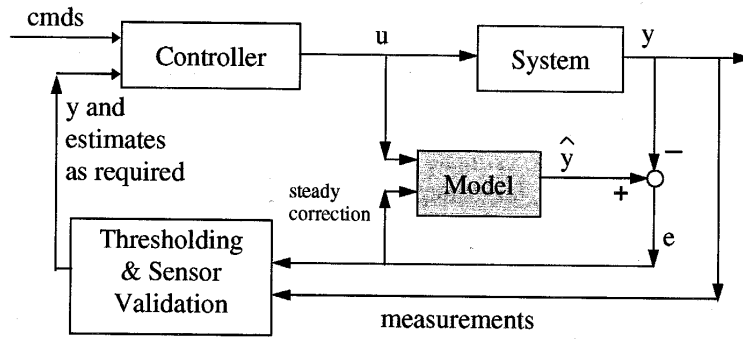 cmds
Controller
u
System
y
y and
estimates
as required
steady
correction
Model
^
y
−
+
e
Thresholding
& Sensor
Validation
measurements